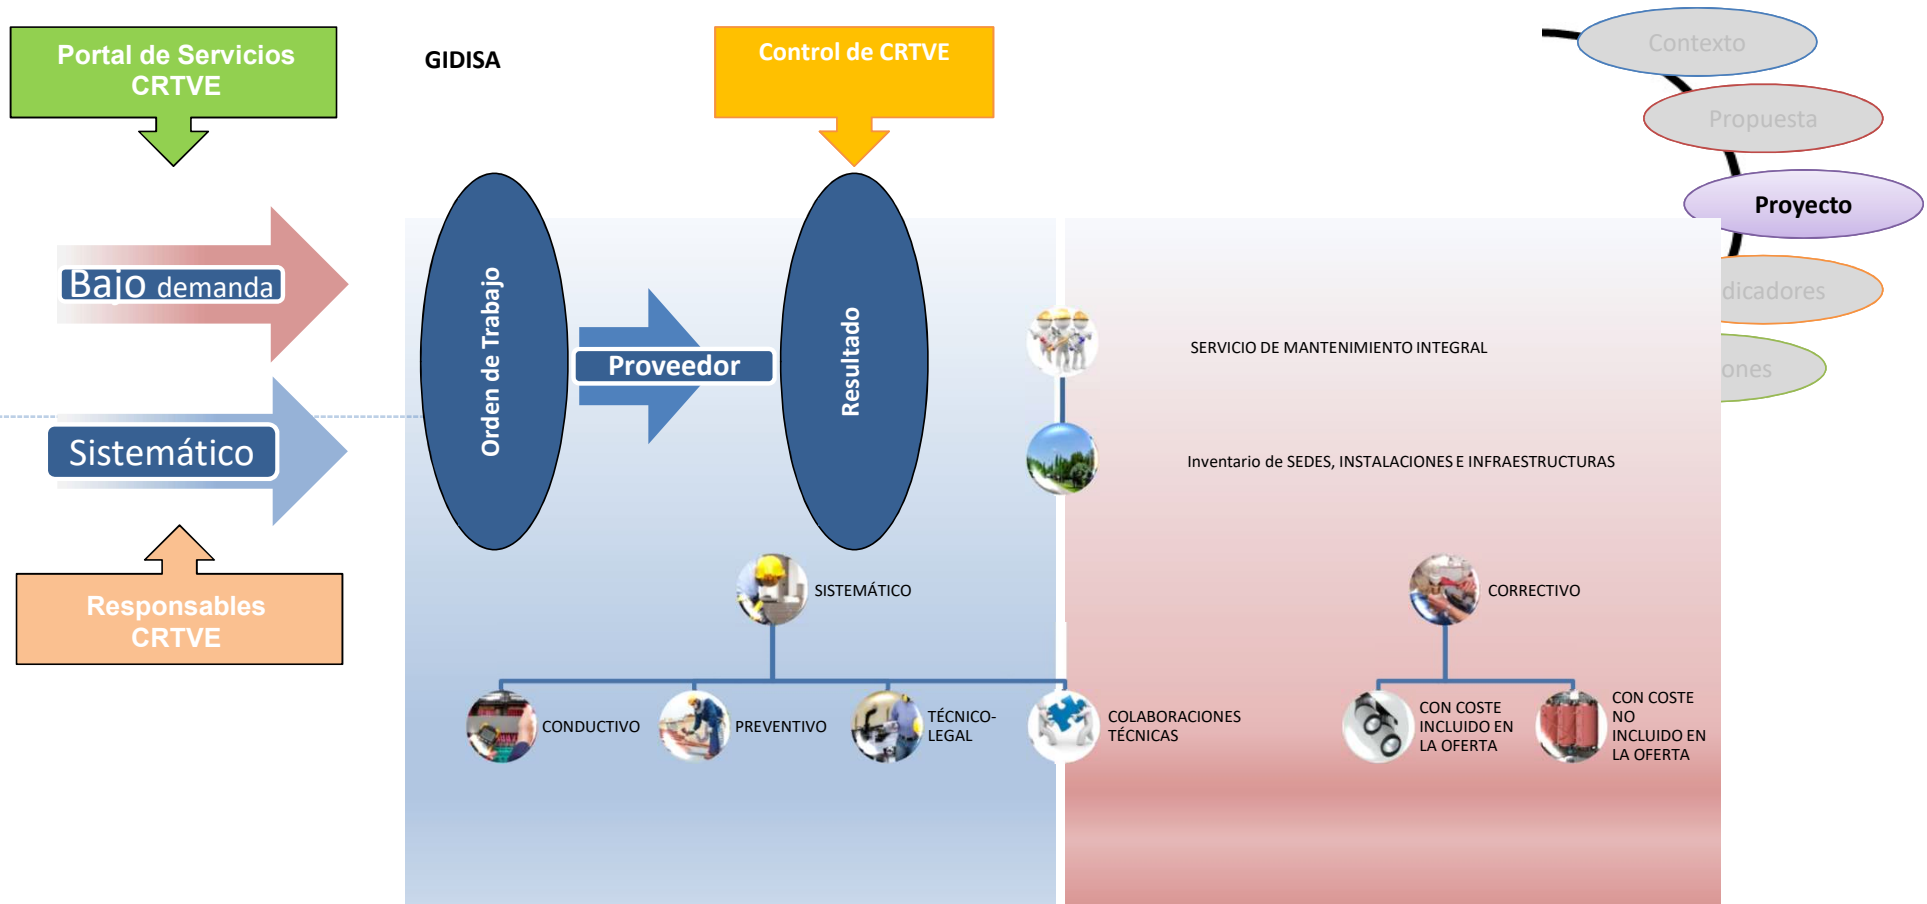 Portal de Servicios
CRTVE
GIDISA
Control de CRTVE
Contexto
Propuesta
Proyecto
dicadores
ones
Bajo demanda
Sistemático
Responsables
CRTVE
Orden de Trabajo
Proveedor
Resultado
SERVICIO DE MANTENIMIENTO INTEGRAL
Inventario de SEDES, INSTALACIONES E INFRAESTRUCTURAS
SISTEMÁTICO
CORRECTIVO
CONDUCTIVO
PREVENTIVO
TÉCNICO-
LEGAL
COLABORACIONES
TÉCNICAS
CON COSTE
INCLUIDO EN
LA OFERTA
CON COSTE
NO
INCLUIDO EN
LA OFERTA